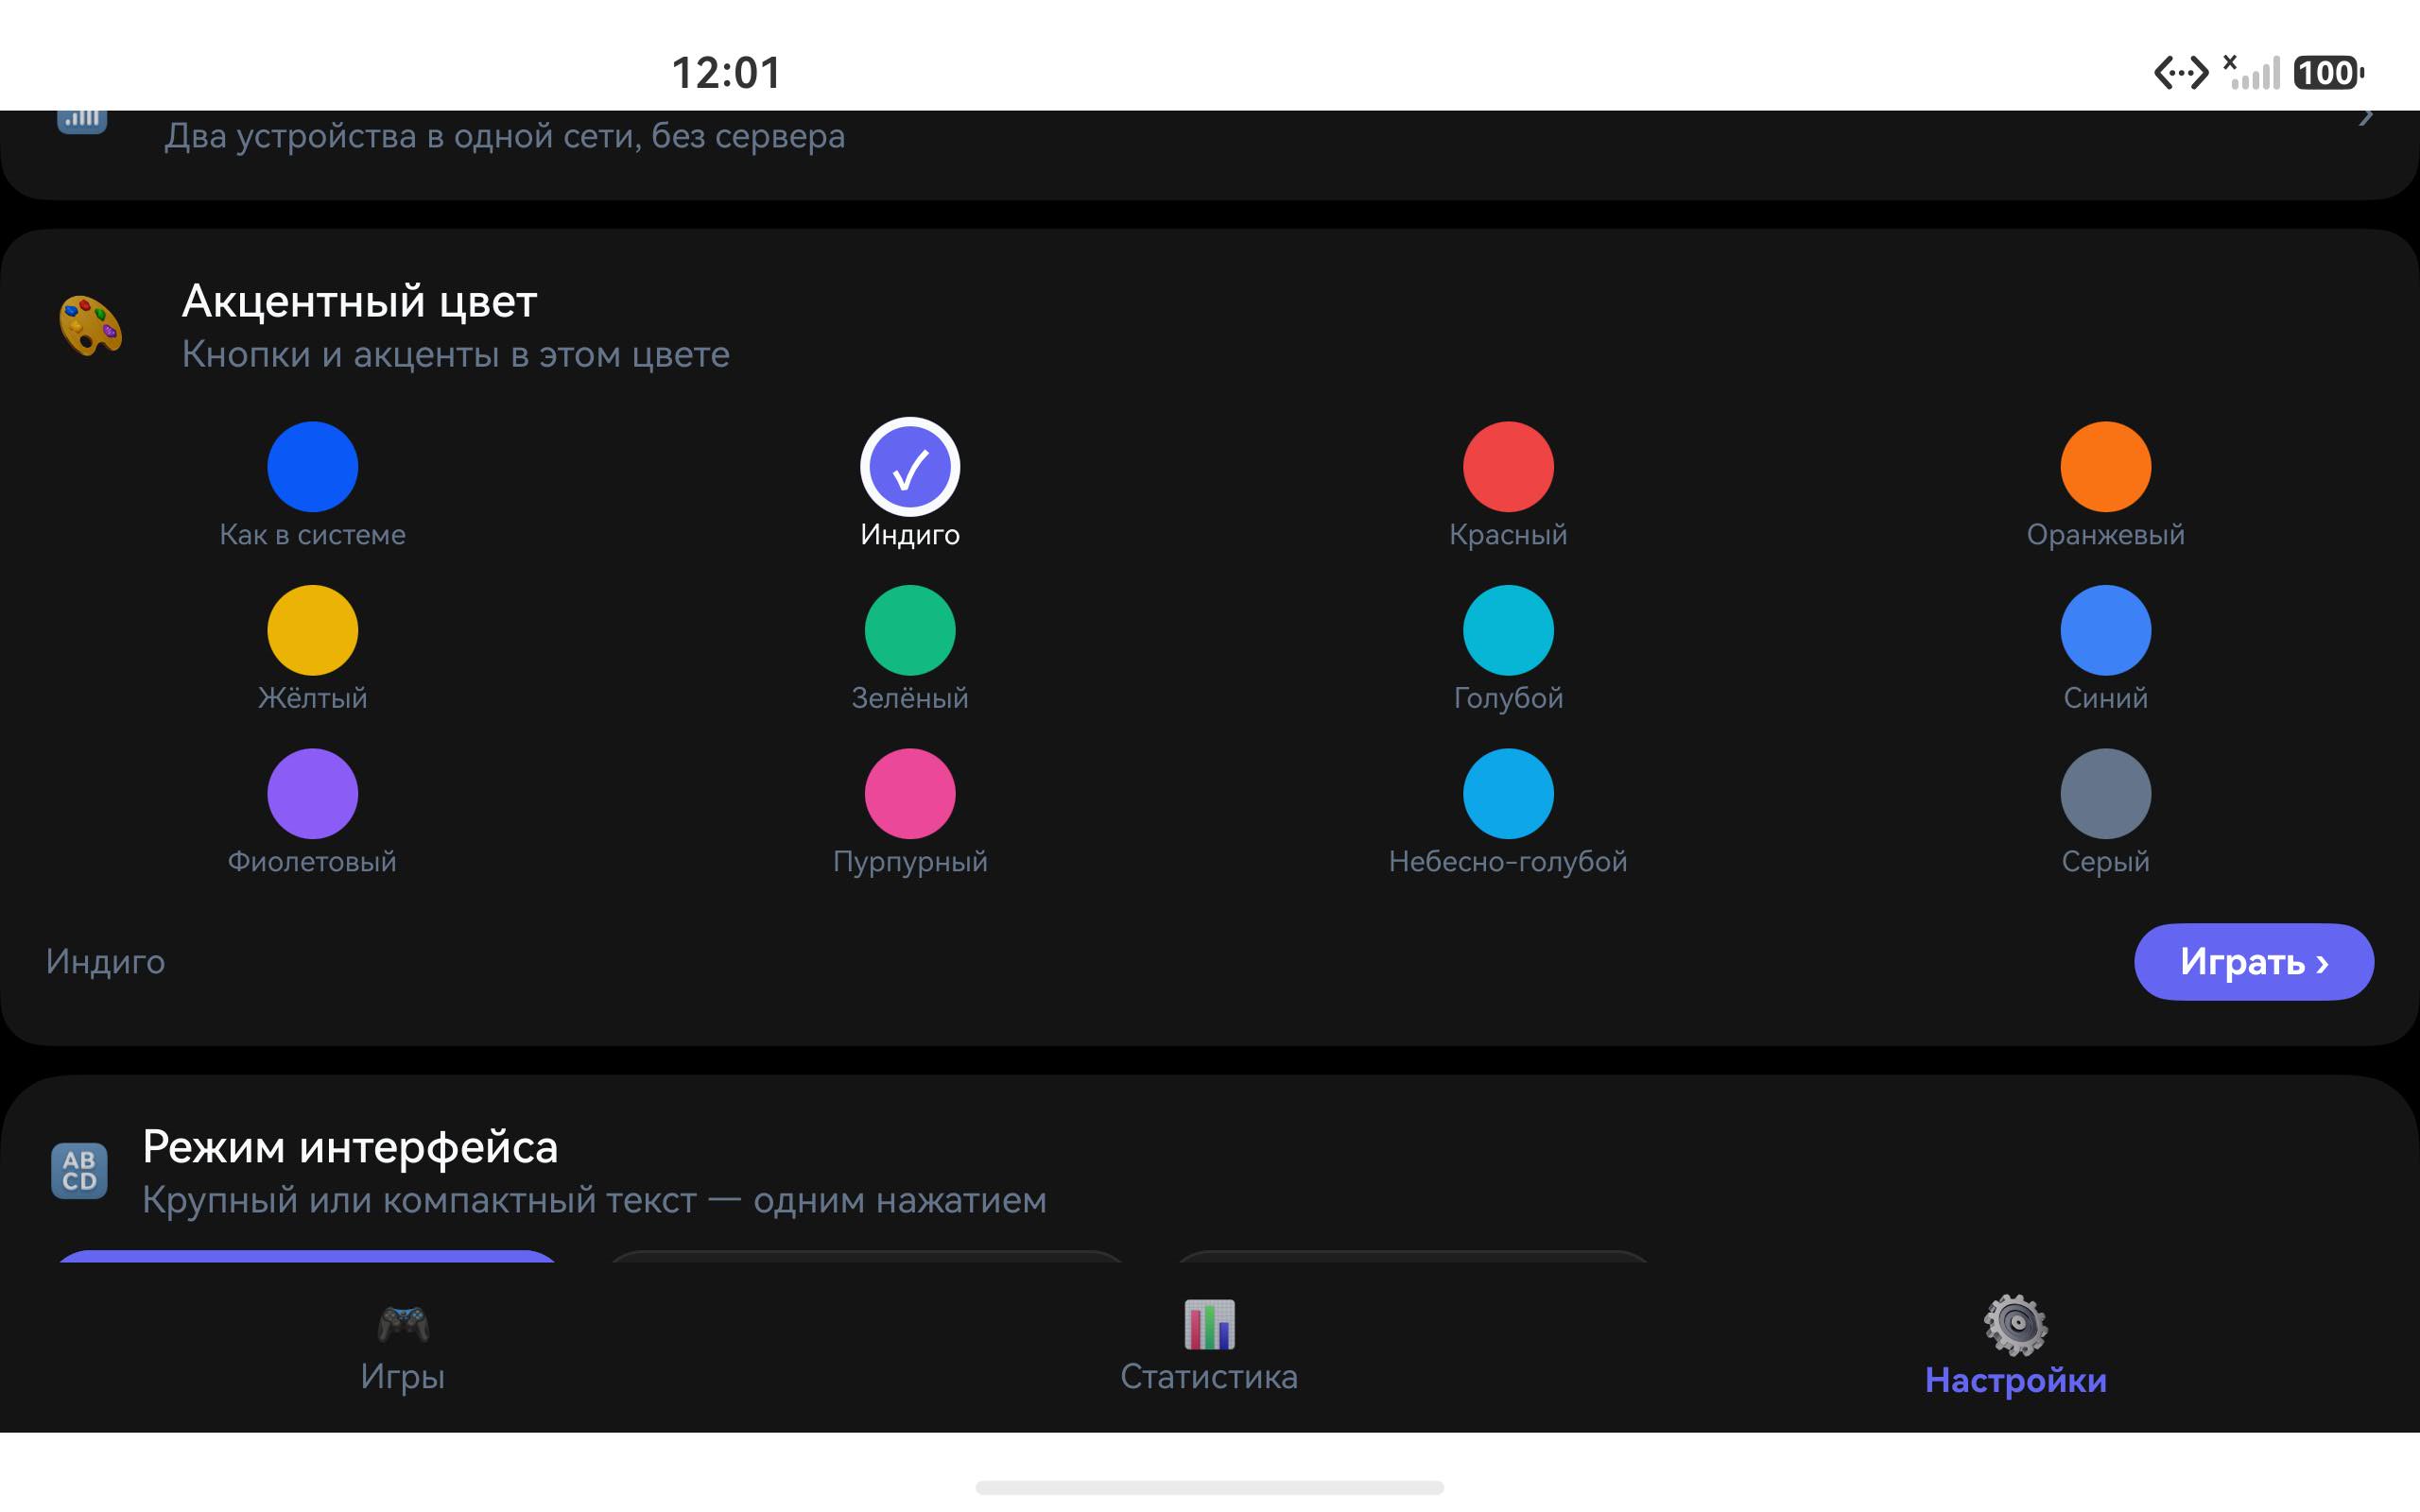 12:01
100
Два устройства в одной сети, без сервера
Акцентный цвет
Кнопки и акценты в этом цвете
Как в системе
Индиго
Красный
Оранжевый
Жёлтый
Зелёный
Голубой
Синий
Фиолетовый
Пурпурный
Небесно-голубой
Серый
Индиго
Играть ›
AB
CD
Режим интерфейса
Крупный или компактный текст — одним нажатием
Игры
Статистика
Настройки